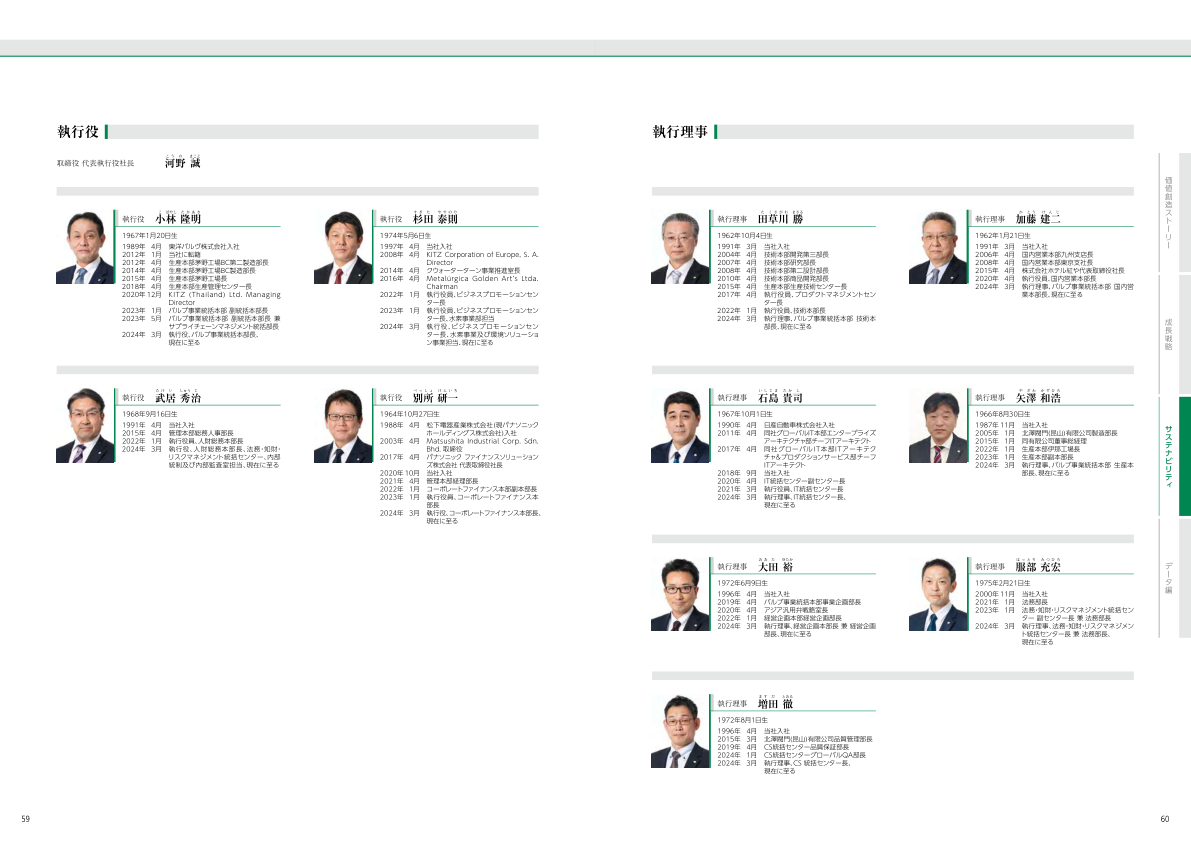 執行役
取締役 代表執行役社長 河野 誠
執行役 小林 隆明
1967年1月20日生
1989年 4月 東洋バルヴ株式会社入社
2012年 1月 当社に転籍
2012年 4月 生産本部茅野工場BC第二製造部長
2014年 4月 生産本部茅野工場BC製造部長
2015年 4月 生産本部茅野工場長
2018年 4月 生産本部生産管理センター長
2020年12月 KITZ (Thailand) Ltd. Managing
Director
2023年 1月 バルブ事業統括本部 副統括本部長
2023年 5月 バルブ事業統括本部 副統括本部長 兼
サプライチェーンマネジメント統括部長
2024年 3月 執行役、バルブ事業統括本部長、
現在に至る
執行役 杉田 泰則
1974年5月6日生
1997年 4月 当社入社
2008年 4月 KITZ Corporation of Europe, S. A.
Director
2014年 4月 クウォーターターン事業推進室長
2016年 4月 Metalúrgica Golden Art's Ltda.
Chairman
2022年 1月 執行役員、ビジネスプロモーションセン
ター長
2023年 1月 執行役員、ビジネスプロモーションセン
ター長、水素事業部担当
2024年 3月 執行役、ビジネスプロモーションセン
ター長、水素事業及び環境ソリューショ
ン事業担当、現在に至る
執行役 武居 秀治
1968年9月16日生
1991年 4月 当社入社
2015年 4月 管理本部総務人事部長
2022年 1月 執行役員、人財総務本部長
2024年 3月 執行役、人財総務本部長、法務・知財・
リスクマネジメント統括センター、内部
統制及び内部監査室担当、現在に至る
執行役 別所 研一
1964年10月27日生
1988年 4月 松下電器産業株式会社(現パナソニック
ホールディングス株式会社)入社
2003年 4月 Matsushita Industrial Corp. Sdn.
Bhd. 取締役
2017年 4月 パナソニック ファイナンスソリューション
ズ株式会社 代表取締役社長
2020年10月 当社入社
2021年 4月 管理本部経理部長
2022年 1月 コーポレートファイナンス本部副本部長
2023年 1月 執行役員、コーポレートファイナンス本
部長
2024年 3月 執行役、コーポレートファイナンス本部長、
現在に至る
59
執行理事
執行理事 田草川 勝
1962年10月4日生
1991年 3月 当社入社
2004年 4月 技術本部開発第三部長
2007年 4月 技術本部研究部長
2008年 4月 技術本部第二設計部長
2010年 4月 技術本部商品開発部長
2015年 4月 生産本部生産技術センター長
2017年 4月 執行役員、プロダクトマネジメントセン
ター長
2022年 1月 執行役員、技術本部長
2024年 3月 執行理事、バルブ事業統括本部 技術本
部長、現在に至る
執行理事 加藤 建二
1962年1月21日生
1991年 3月 当社入社
2006年 4月 国内営業本部九州支店長
2008年 4月 国内営業本部東京支社長
2015年 4月 株式会社ホテル紅や代表取締役社長
2020年 4月 執行役員、国内営業本部長
2024年 3月 執行理事、バルブ事業統括本部 国内営
業本部長、現在に至る
執行理事 石島 貴司
1967年10月1日生
1990年 4月 日産自動車株式会社入社
2011年 4月 同社グローバルIT本部エンタープライズ
アーキテクチャ部チーフITアーキテクト
2017年 4月 同社グローバルIT本部ITアーキテク
チャ&プロダクションサービス部チーフ
ITアーキテクト
2018年 9月 当社入社
2020年 4月 IT統括センター副センター長
2021年 3月 執行役員、IT統括センター長
2024年 3月 執行理事、IT統括センター長、
現在に至る
執行理事 矢澤 和浩
1966年8月30日生
1987年11月 当社入社
2005年 1月 北澤閥門(昆山)有限公司製造部長
2015年 1月 同有限公司董事総経理
2022年 1月 生産本部伊那工場長
2023年 1月 生産本部副本部長
2024年 3月 執行理事、バルブ事業統括本部 生産本
部長、現在に至る
執行理事 大田 裕
1972年6月9日生
1996年 4月 当社入社
2019年 4月 バルブ事業統括本部事業企画部長
2020年 4月 アジア汎用弁戦略室長
2022年 1月 経営企画本部経営企画部長
2024年 3月 執行理事、経営企画本部長 兼 経営企画
部長、現在に至る
執行理事 服部 充宏
1975年2月21日生
2000年11月 当社入社
2021年 1月 法務部長
2023年 1月 法務・知財・リスクマネジメント統括セン
ター 副センター長 兼 法務部長
2024年 3月 執行理事、法務・知財・リスクマネジメン
ト統括センター長 兼 法務部長、
現在に至る
執行理事 増田 徹
1972年8月1日生
1996年 4月 当社入社
2015年 3月 北澤閥門(昆山)有限公司品質管理部長
2019年 4月 CS統括センター品質保証部長
2024年 1月 CS統括センターグローバルQA部長
2024年 3月 執行理事、CS 統括センター長、
現在に至る
価値創造ストーリー
成長戦略
サステナビリティ
データ編
60